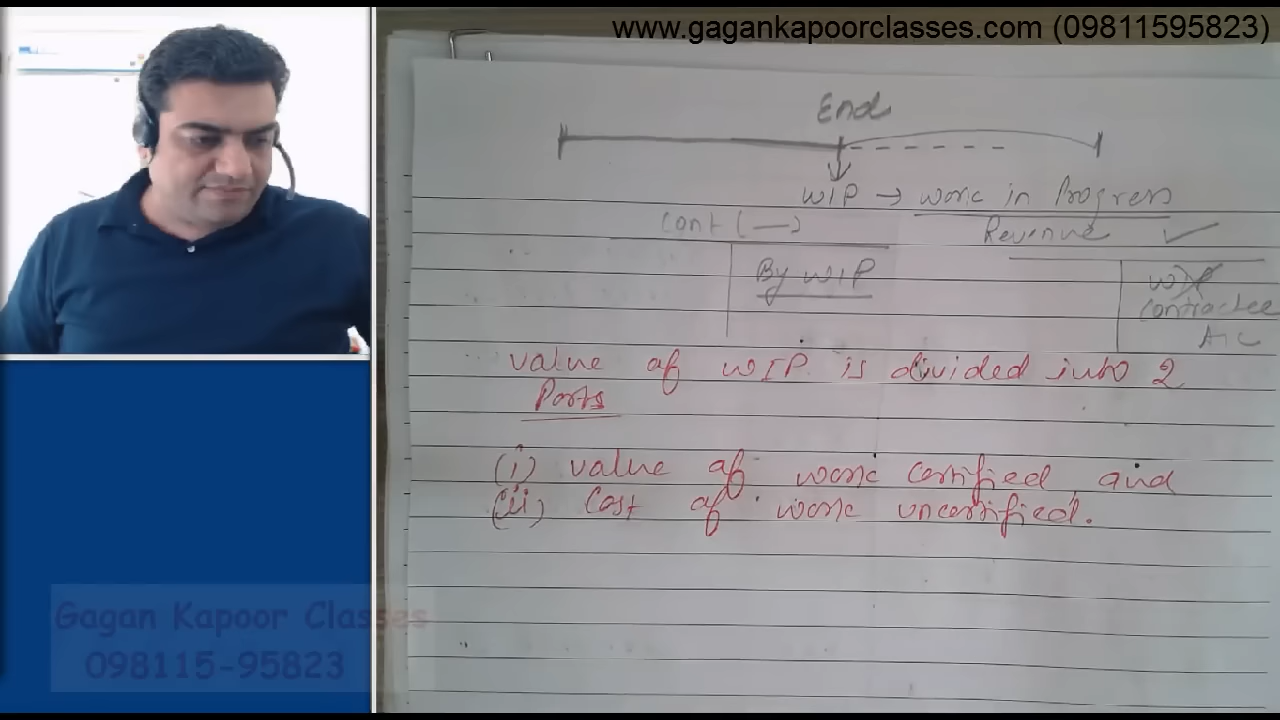 www.gagankapoorclasses.com (09811595823)
End
WIP → work in Progress
Cont (—)
Revenue ✓
By WIP
WIP
Contractee
A/C
value of WIP is divided into 2
Parts
(i) value of work certified, and
(ii) Cost of work uncertified.
Gagan Kapoor Classes
098115-95823